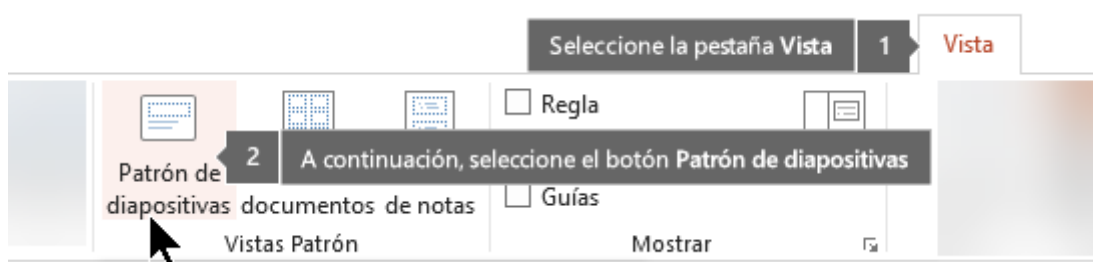 Seleccione la pestaña Vista 1 Vista
Regla
2 A continuación, seleccione el botón Patrón de diapositivas
Patrón de
diapositivas documentos de notas
Guías
Vistas Patrón
Mostrar